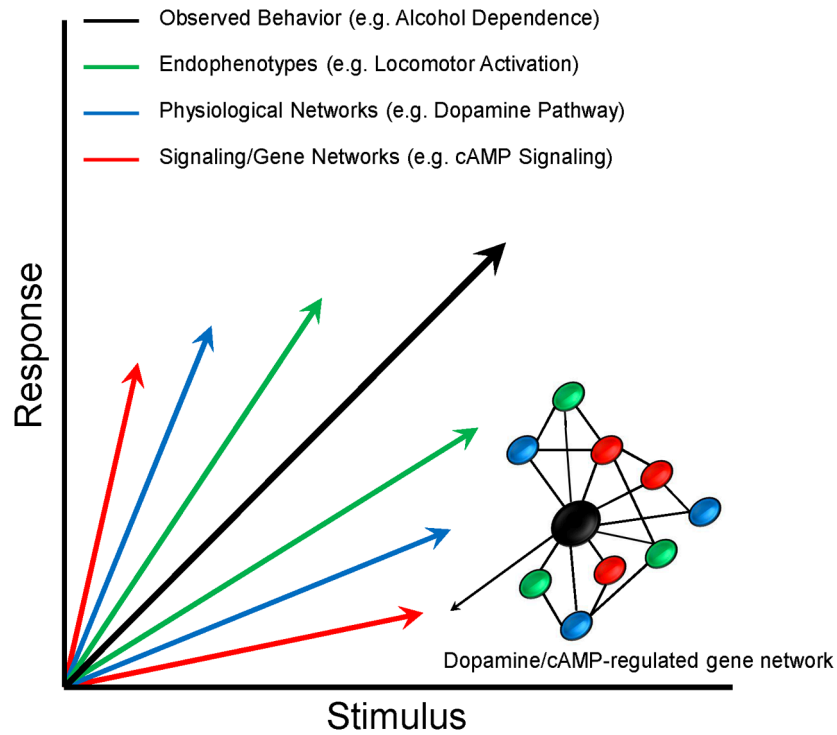 Observed Behavior (e.g. Alcohol Dependence)
Endophenotypes (e.g. Locomotor Activation)
Physiological Networks (e.g. Dopamine Pathway)
Signaling/Gene Networks (e.g. cAMP Signaling)
Response
Dopamine/cAMP-regulated gene network
Stimulus